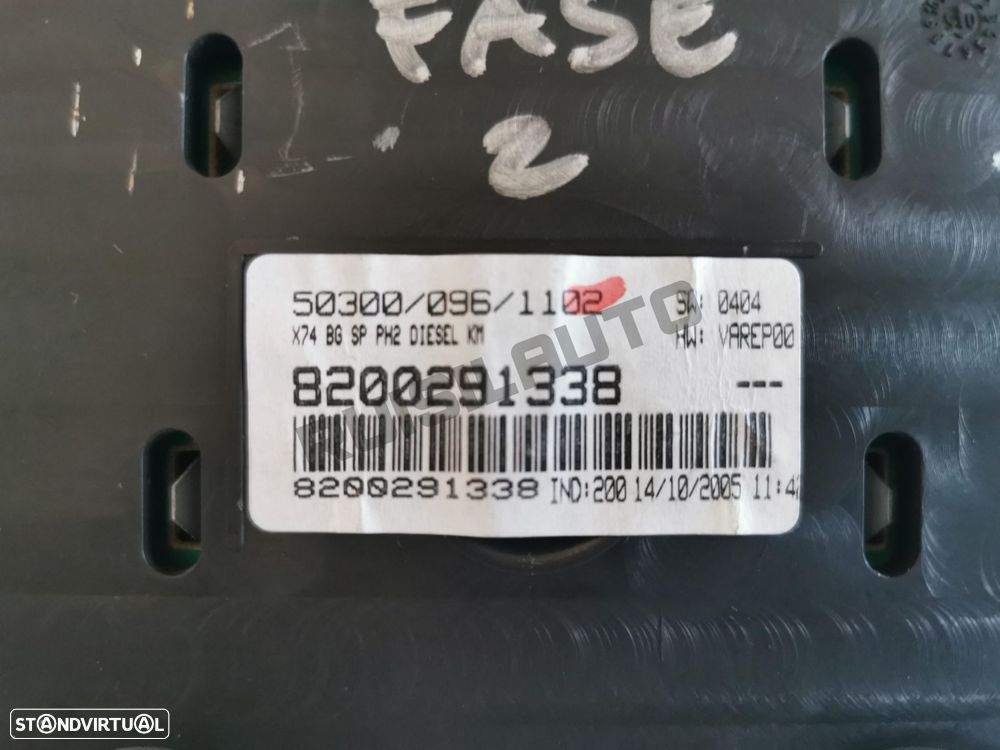 FASE
2
50300/096/1102 SW: 0404
X74 BG SP PH2 DIESEL KM HW: VAREP00
8200291338 ---
8200291338 IND:200 14/10/2005 11:4
RUISLAUTO
STANDVIRTUAL